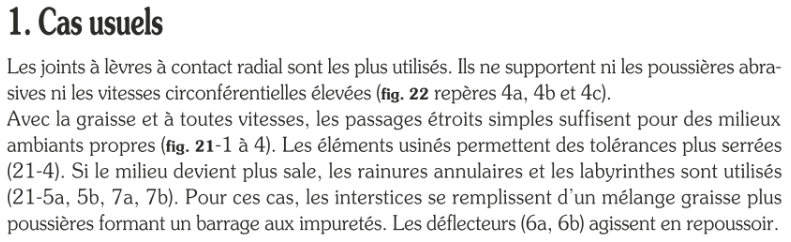 1. Cas usuels
Les joints à lèvres à contact radial sont les plus utilisés. Ils ne supportent ni les poussières abra-
sives ni les vitesses circonférentielles élevées (fig. 22 repères 4a, 4b et 4c).
Avec la graisse et à toutes vitesses, les passages étroits simples suffisent pour des milieux
ambiants propres (fig. 21-1 à 4). Les éléments usinés permettent des tolérances plus serrées
(21-4). Si le milieu devient plus sale, les rainures annulaires et les labyrinthes sont utilisés
(21-5a, 5b, 7a, 7b). Pour ces cas, les interstices se remplissent d'un mélange graisse plus
poussières formant un barrage aux impuretés. Les déflecteurs (6a, 6b) agissent en repoussoir.